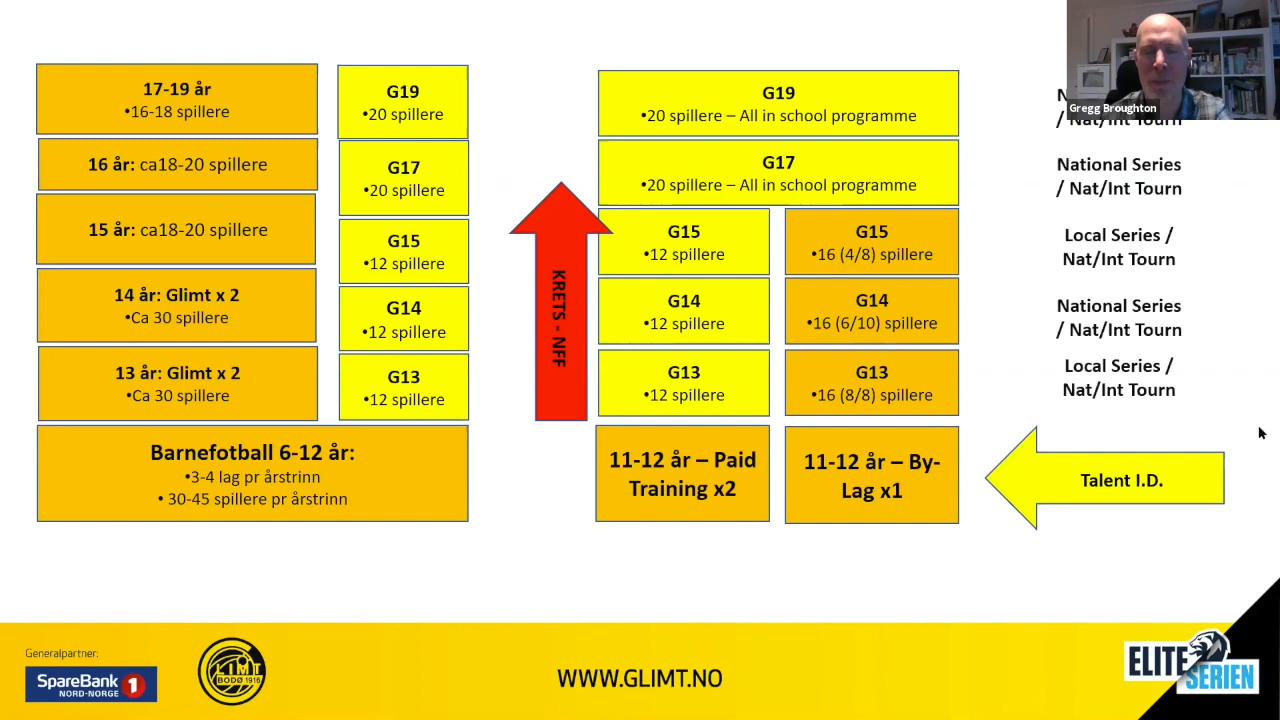 17-19 år
•16-18 spillere
16 år: ca18-20 spillere
15 år: ca18-20 spillere
14 år: Glimt x 2
•Ca 30 spillere
13 år: Glimt x 2
•Ca 30 spillere
G19
•20 spillere
G17
•20 spillere
G15
•12 spillere
G14
•12 spillere
G13
•12 spillere
Barnefotball 6-12 år:
•3-4 lag pr årstrinn
• 30-45 spillere pr årstrinn
KRETS - NFF
G19
•20 spillere – All in school programme
G17
•20 spillere – All in school programme
G15
•12 spillere
G15
•16 (4/8) spillere
G14
•12 spillere
G14
•16 (6/10) spillere
G13
•12 spillere
G13
•16 (8/8) spillere
11-12 år – Paid
Training x2
11-12 år – By-
Lag x1
Gregg Broughton
/ Nat/Int Tourn
National Series
/ Nat/Int Tourn
Local Series /
Nat/Int Tourn
National Series
/ Nat/Int Tourn
Local Series /
Nat/Int Tourn
Talent I.D.
Generalpartner:
SpareBank 1
NORD-NORGE
GLIMT
BODØ 1916
WWW.GLIMT.NO
ELITE
SERIEN